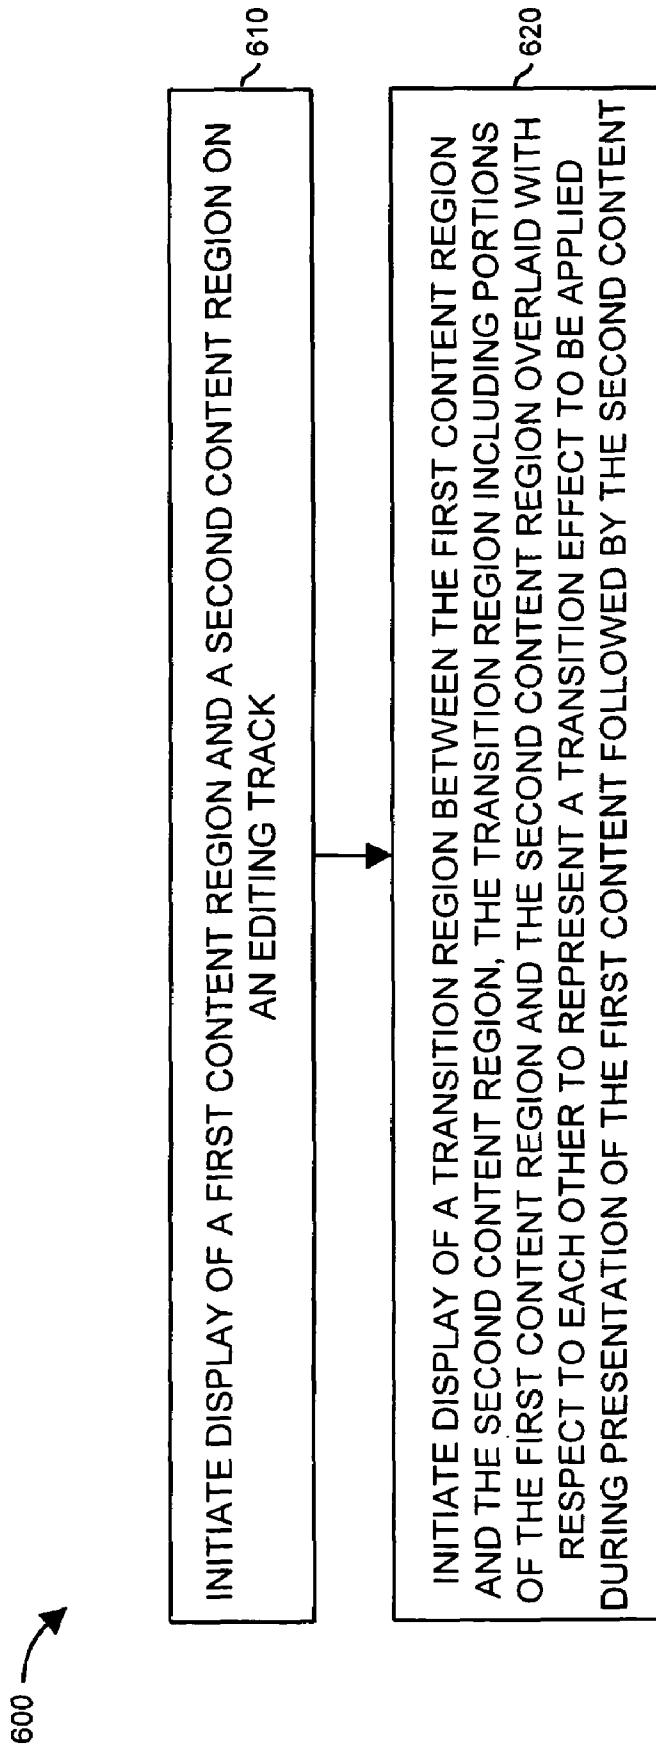 600
610
INITIATE DISPLAY OF A FIRST CONTENT REGION AND A SECOND CONTENT REGION ON
AN EDITING TRACK
620
INITIATE DISPLAY OF A TRANSITION REGION BETWEEN THE FIRST CONTENT REGION
AND THE SECOND CONTENT REGION, THE TRANSITION REGION INCLUDING PORTIONS
OF THE FIRST CONTENT REGION AND THE SECOND CONTENT REGION OVERLAID WITH
RESPECT TO EACH OTHER TO REPRESENT A TRANSITION EFFECT TO BE APPLIED
DURING PRESENTATION OF THE FIRST CONTENT FOLLOWED BY THE SECOND CONTENT